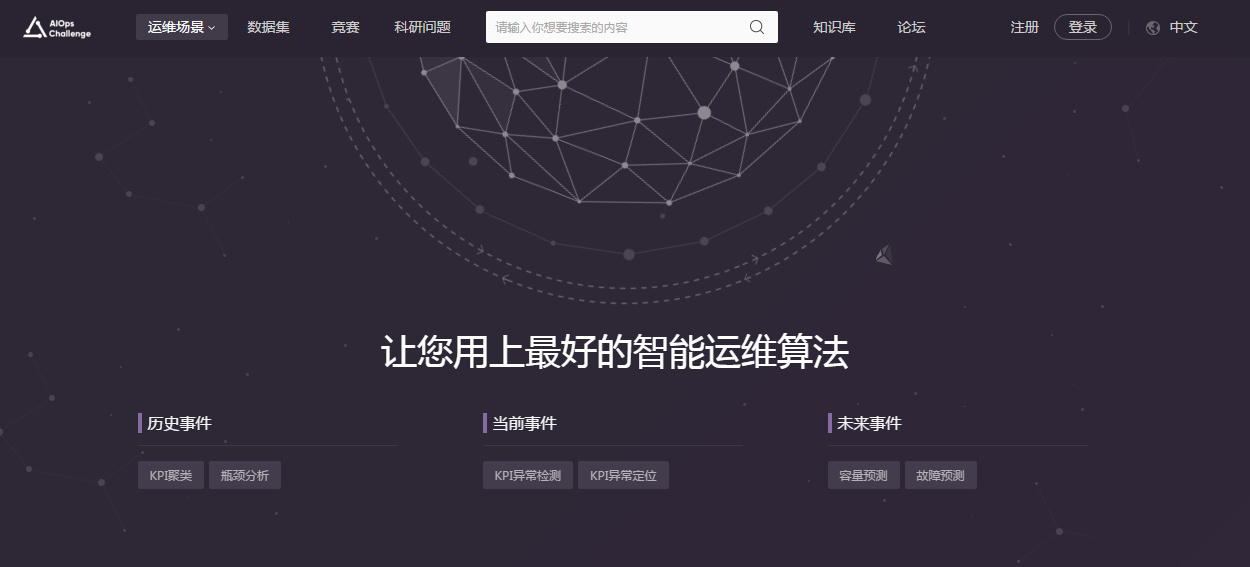 AIOps
Challenge
运维场景 数据集 竞赛 科研问题 请输入你想要搜索的内容 知识库 论坛 注册 登录 中文
让您用上最好的智能运维算法
历史事件 当前事件 未来事件
KPI聚类 瓶颈分析 KPI异常检测 KPI异常定位 容量预测 故障预测